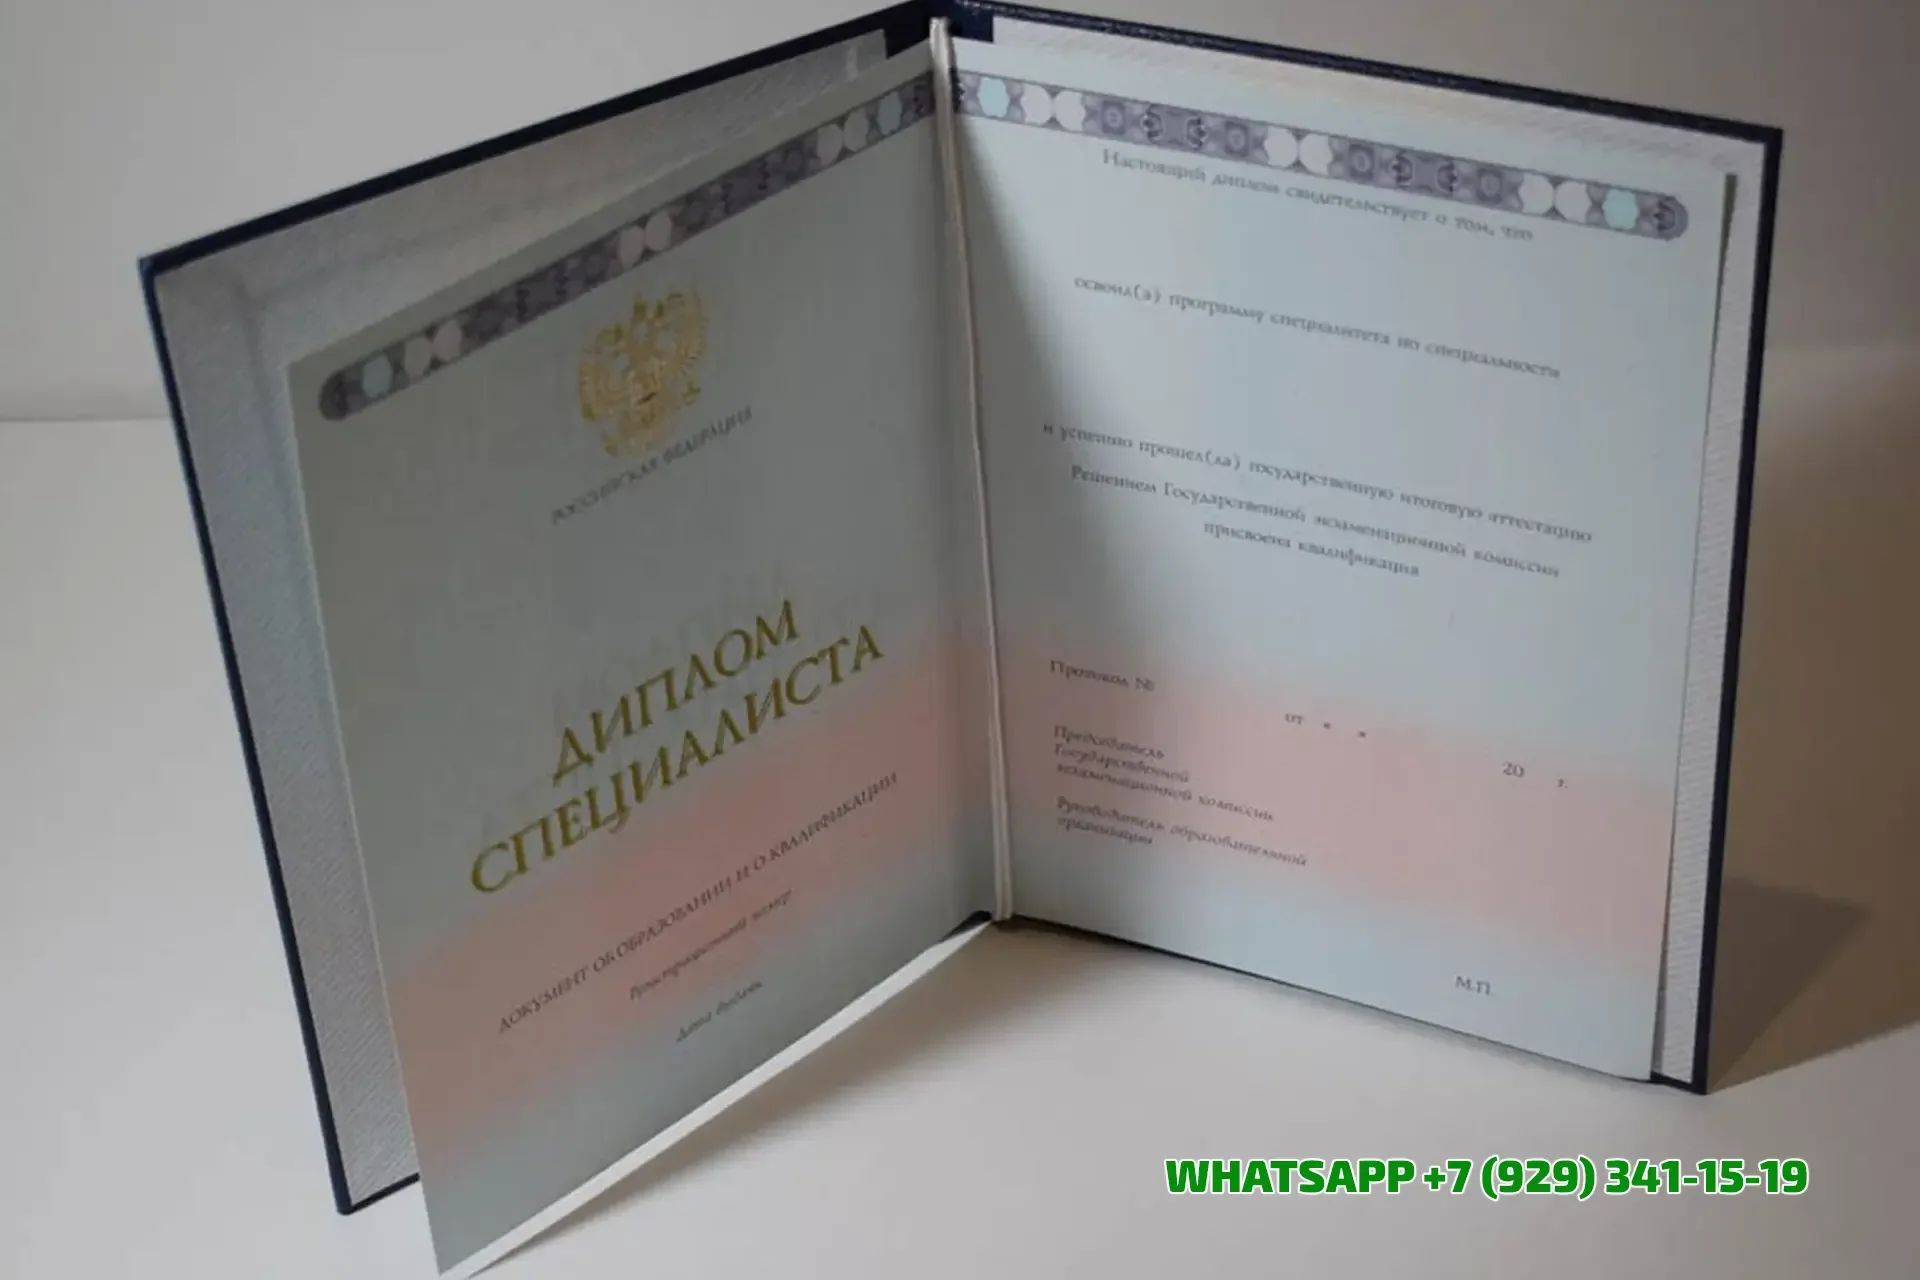 РОССИЙСКАЯ ФЕДЕРАЦИЯ
ДИПЛОМ
СПЕЦИАЛИСТА
ДОКУМЕНТ ОБ ОБРАЗОВАНИИ И О КВАЛИФИКАЦИИ
Регистрационный номер
Дата выдачи
Настоящий диплом свидетельствует о том, что
освоил(а) программу специалитета по специальности
и успешно прошел(ла) государственную итоговую аттестацию
Решением Государственной экзаменационной комиссии
присвоена квалификация
Протокол №
от « »
20 г.
Председатель
Государственной
экзаменационной комиссии
Руководитель образовательной
организации
М.П.
WHATSAPP +7 (929) 341-15-19